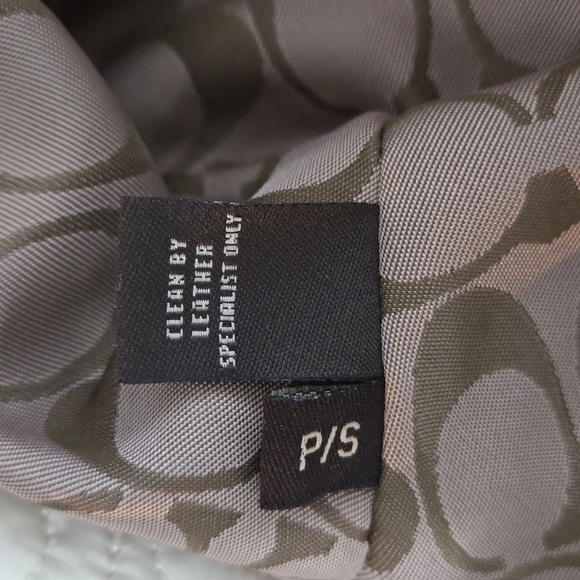 CLEAN BY
LEATHER
SPECIALIST ONLY
P/S